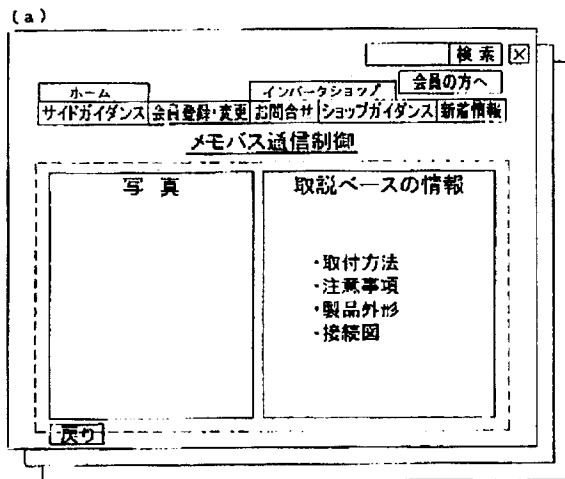 (a)
検索 ☒
会員の方へ
ホーム インバータショップ
サイドガイダンス 会員登録・変更 お問合せ ショップガイダンス 新着情報
メモバス通信制御
写真 取説ベースの情報
・取付方法
・注意事項
・製品外形
・接続図
戻り